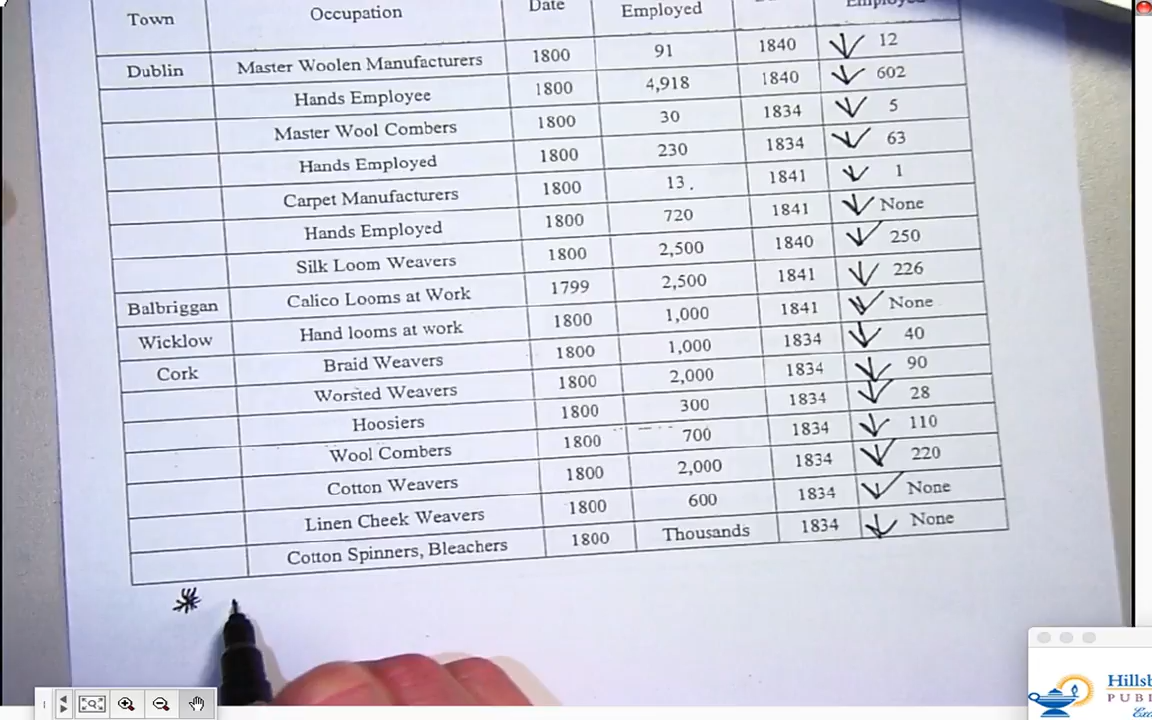 Town Occupation Date Employed Employed
Dublin Master Woolen Manufacturers 1800 91 1840 12
Hands Employee 1800 4,918 1840 602
Master Wool Combers 1800 30 1834 5
Hands Employed 1800 230 1834 63
Carpet Manufacturers 1800 13 1841 1
Hands Employed 1800 720 1841 None
Silk Loom Weavers 1800 2,500 1840 250
Balbriggan Calico Looms at Work 1799 2,500 1841 226
Wicklow Hand looms at work 1800 1,000 1841 None
Cork Braid Weavers 1800 1,000 1834 40
Worsted Weavers 1800 2,000 1834 90
Hoosiers 1800 300 1834 28
Wool Combers 1800 700 1834 110
Cotton Weavers 1800 2,000 1834 220
Linen Cheek Weavers 1800 600 1834 None
Cotton Spinners, Bleachers 1800 Thousands 1834 None